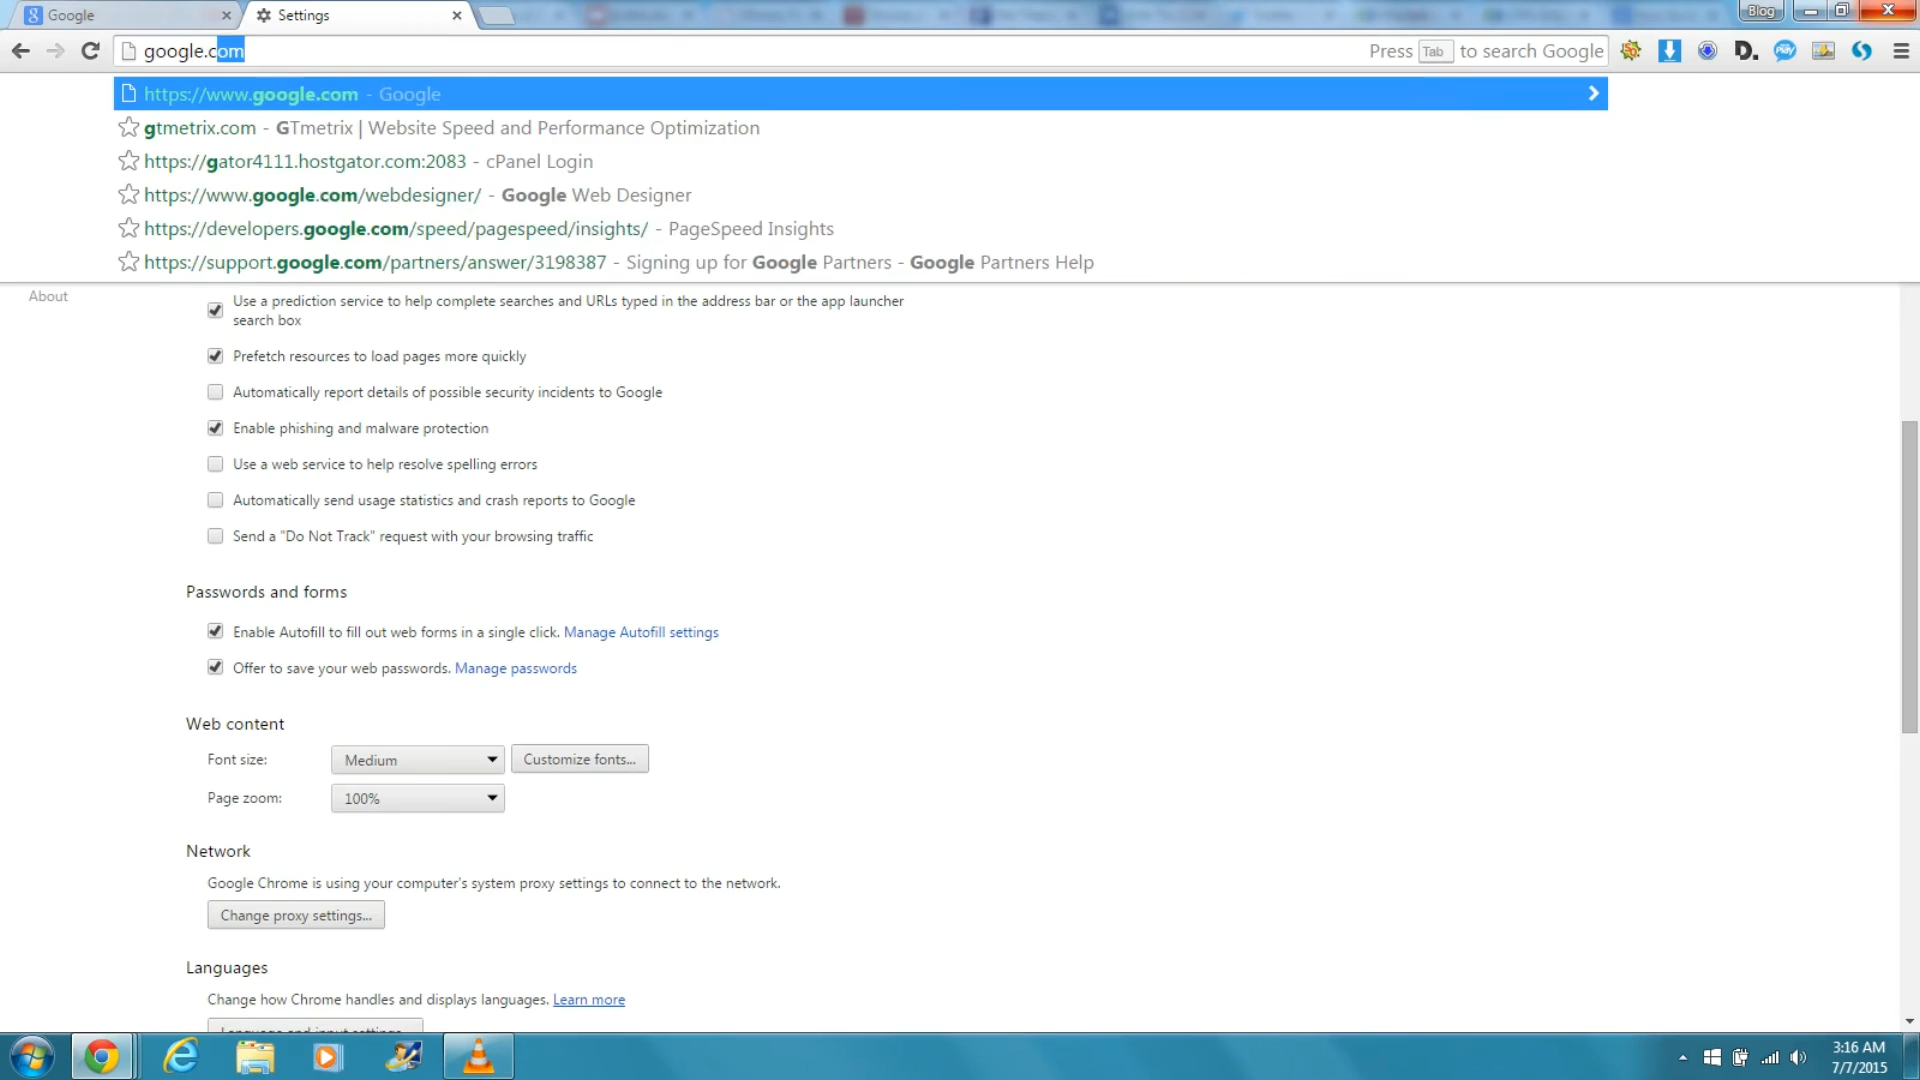 Google
Settings
Blog
google.com
Press Tab to search Google
https://www.google.com - Google
gtmetrix.com - GTmetrix | Website Speed and Performance Optimization
https://gator4111.hostgator.com:2083 - cPanel Login
https://www.google.com/webdesigner/ - Google Web Designer
https://developers.google.com/speed/pagespeed/insights/ - PageSpeed Insights
https://support.google.com/partners/answer/3198387 - Signing up for Google Partners - Google Partners Help
About
Use a prediction service to help complete searches and URLs typed in the address bar or the app launcher
search box
Prefetch resources to load pages more quickly
Automatically report details of possible security incidents to Google
Enable phishing and malware protection
Use a web service to help resolve spelling errors
Automatically send usage statistics and crash reports to Google
Send a "Do Not Track" request with your browsing traffic
Passwords and forms
Enable Autofill to fill out web forms in a single click. Manage Autofill settings
Offer to save your web passwords. Manage passwords
Web content
Font size: Medium Customize fonts...
Page zoom: 100%
Network
Google Chrome is using your computer's system proxy settings to connect to the network.
Change proxy settings...
Languages
Change how Chrome handles and displays languages. Learn more
Language and input settings...
3:16 AM
7/7/2015